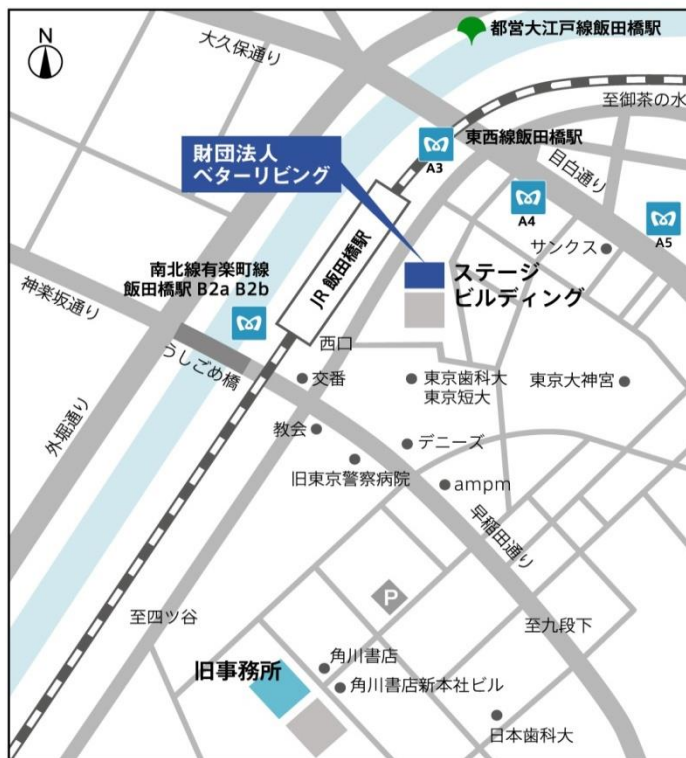 N
都営大江戸線飯田橋駅
大久保通り
至御茶の水
財団法人
ベターリビング
東西線飯田橋駅
A3
目白通り
A4
A5
サンクス
JR 飯田橋駅
ステージ
ビルディング
南北線有楽町線
飯田橋駅 B2a B2b
神楽坂通り
西口
うしごめ橋
交番
東京歯科大
東京短大
東京大神宮
外堀通り
教会
デニーズ
旧東京警察病院
ampm
早稲田通り
P
至四ツ谷
至九段下
角川書店
旧事務所
角川書店新本社ビル
日本歯科大